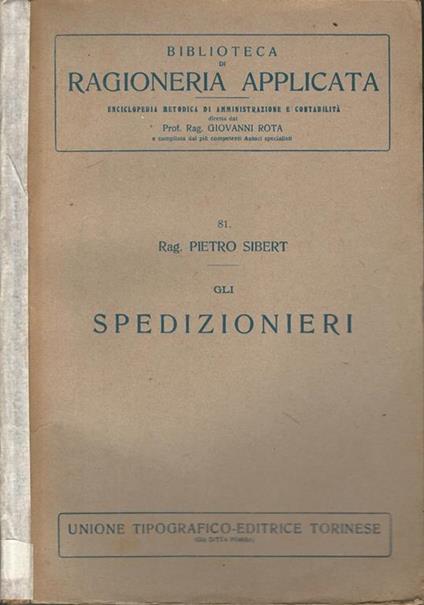 BIBLIOTECA
DI
RAGIONERIA APPLICATA
ENCICLOPEDIA METODICA DI AMMINISTRAZIONE E CONTABILITÀ
diretta dal
Prof. Rag. GIOVANNI ROTA
e compilata dai più competenti Autori specialisti
81.
Rag. PIETRO SIBERT
GLI
SPEDIZIONIERI
UNIONE TIPOGRAFICO-EDITRICE TORINESE
(GIÀ DITTA POMBA)